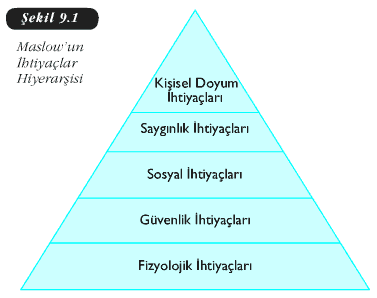 Şekil 9.1
Maslow'un
İhtiyaçlar
Hiyerarşisi
Kişisel Doyum
İhtiyaçları
Saygınlık İhtiyaçları
Sosyal İhtiyaçları
Güvenlik İhtiyaçları
Fizyolojik İhtiyaçları